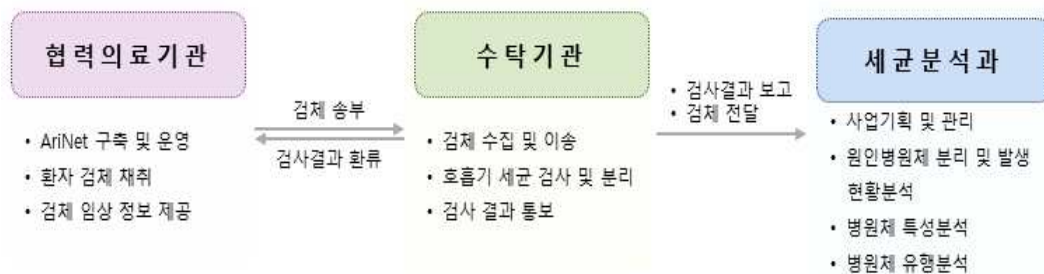 협력의료기관
• AriNet 구축 및 운영
• 환자 검체 채취
• 검체 임상 정보 제공
검체 송부
검사결과 환류
수탁기관
• 검체 수집 및 이송
• 호흡기 세균 검사 및 분리
• 검사 결과 통보
• 검사결과 보고
• 검체 전달
세균분석과
• 사업기획 및 관리
• 원인병원체 분리 및 발생
현황분석
• 병원체 특성분석
• 병원체 유행분석